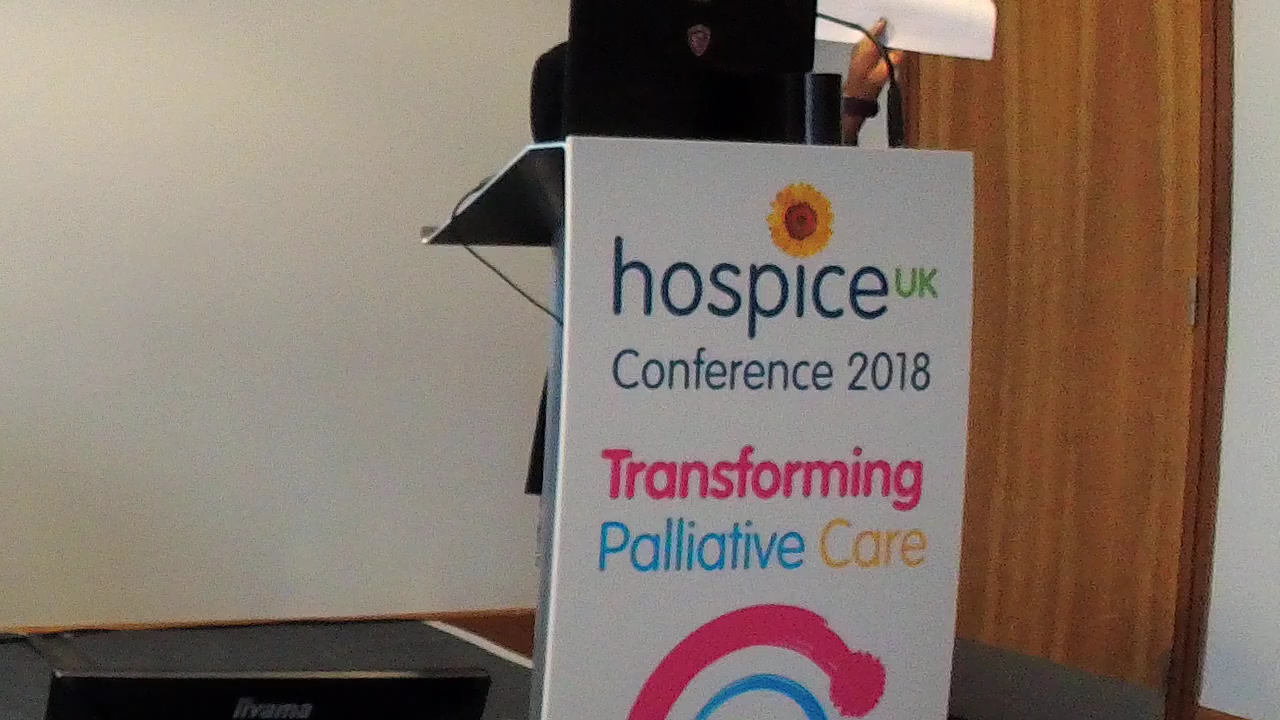 hospice UK
Conference 2018
Transforming
Palliative Care
iiyama